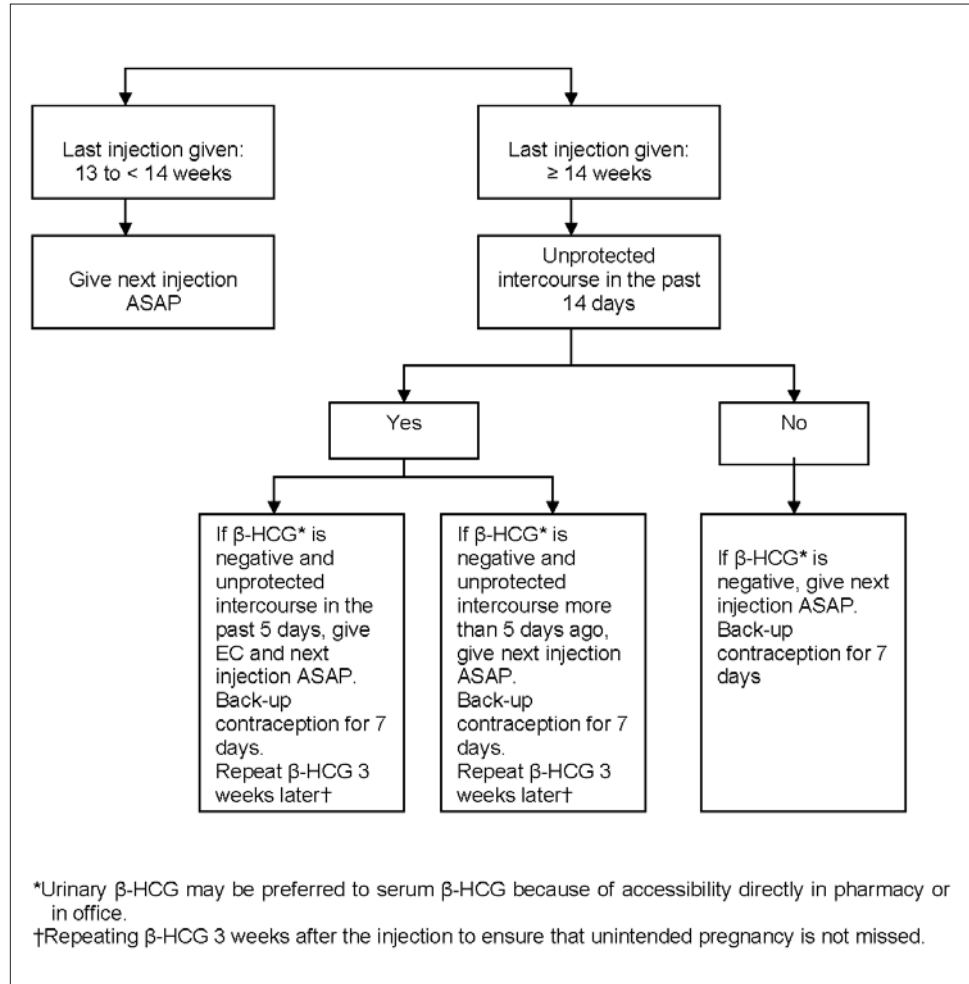 Last injection given:
13 to < 14 weeks
Last injection given:
≥ 14 weeks
Give next injection
ASAP
Unprotected
intercourse in the past
14 days
Yes
No
If β-HCG* is
negative and
unprotected
intercourse in the
past 5 days, give
EC and next
injection ASAP.
Back-up
contraception for 7
days.
Repeat β-HCG 3
weeks later†
If β-HCG* is
negative and
unprotected
intercourse more
than 5 days ago,
give next injection
ASAP.
Back-up
contraception for 7
days.
Repeat β-HCG 3
weeks later†
If β-HCG* is
negative, give next
injection ASAP.
Back-up
contraception for 7
days
*Urinary β-HCG may be preferred to serum β-HCG because of accessibility directly in pharmacy or
in office.
†Repeating β-HCG 3 weeks after the injection to ensure that unintended pregnancy is not missed.